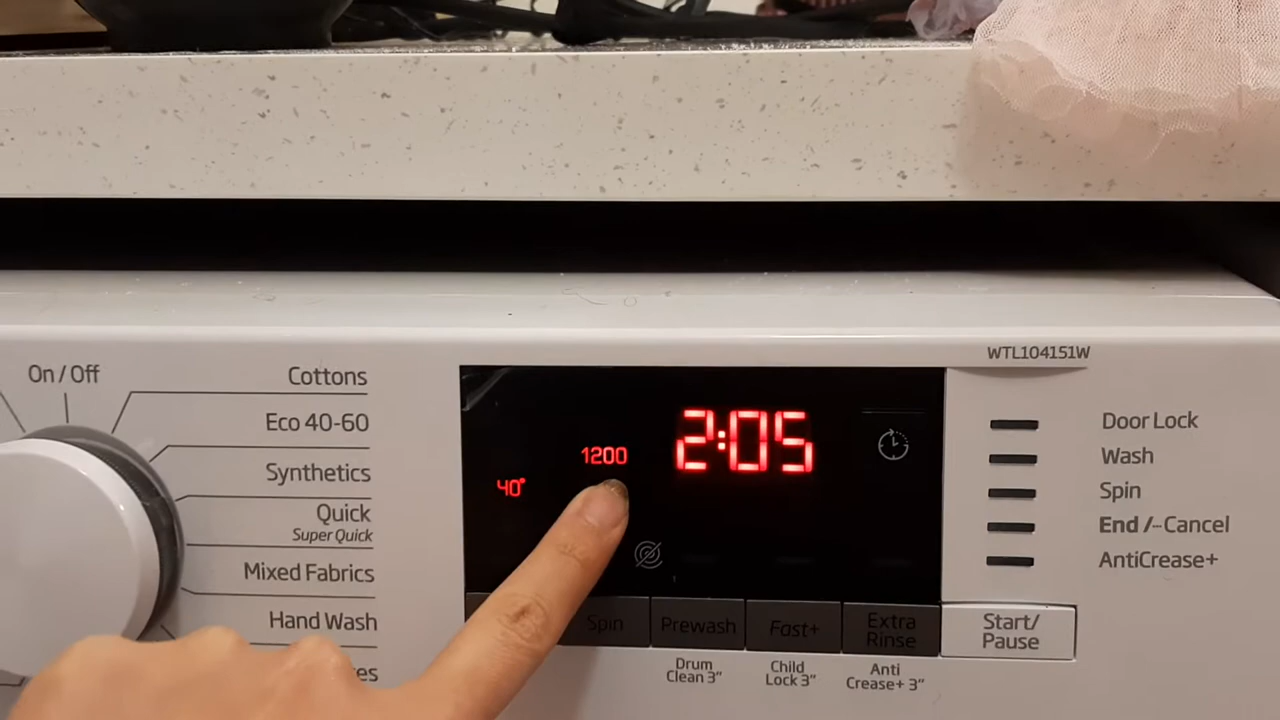 WTL104151W
On / Off
Cottons
Eco 40-60
Synthetics
Quick
Super Quick
Mixed Fabrics
Hand Wash
es
1200
2:05
40°
Spin
Prewash
Fast+
Extra
Rinse
Start/
Pause
Drum
Clean 3"
Child
Lock 3"
Anti
Crease+ 3"
Door Lock
Wash
Spin
End /-Cancel
AntiCrease+